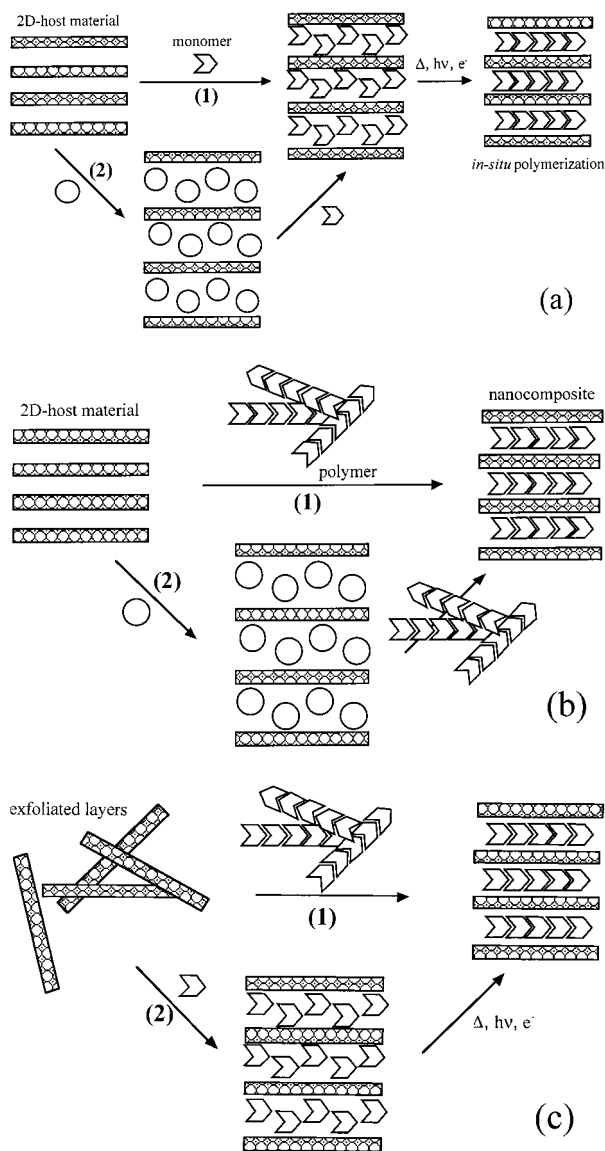 2D-host material
monomer
(1)
Δ, hν, e-
in-situ polymerization
(2)
(a)
2D-host material
polymer
(1)
nanocomposite
(2)
(b)
exfoliated layers
(1)
(2)
Δ, hν, e-
(c)